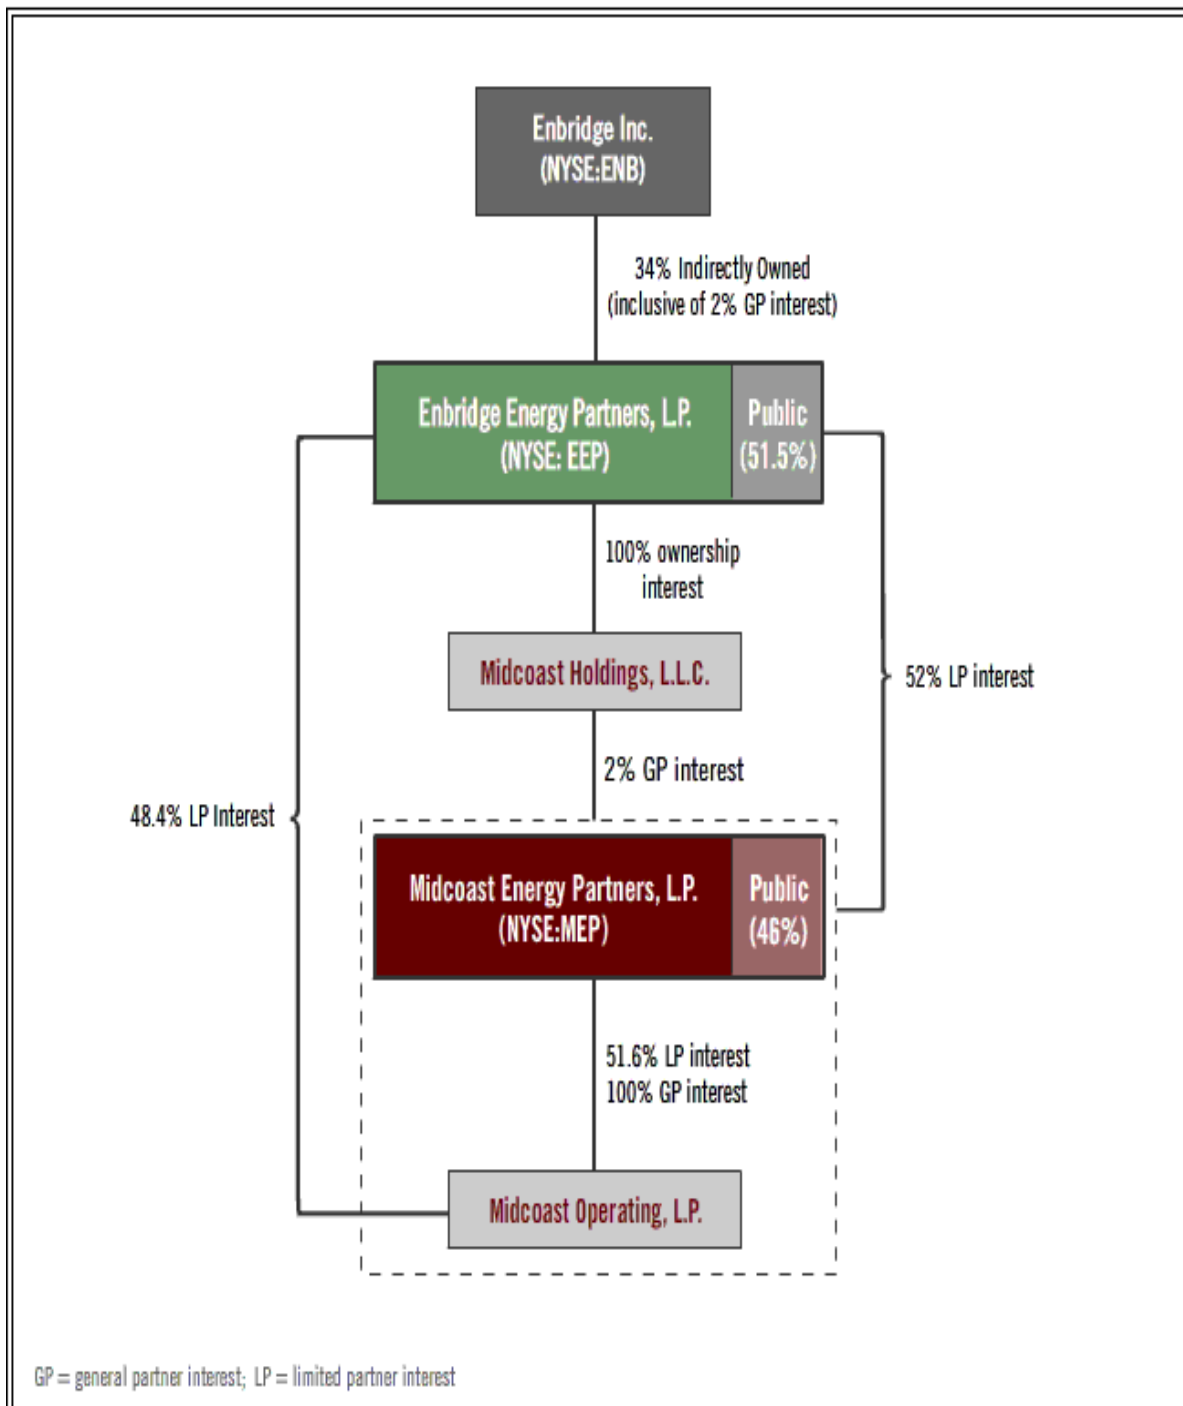 Enbridge Inc.
(NYSE:ENB)
34% Indirectly Owned
(inclusive of 2% GP interest)
Enbridge Energy Partners, L.P.
(NYSE: EEP)
Public
(51.5%)
100% ownership
interest
Midcoast Holdings, L.L.C.
52% LP interest
2% GP interest
48.4% LP Interest
Midcoast Energy Partners, L.P.
(NYSE:MEP)
Public
(46%)
51.6% LP interest
100% GP interest
Midcoast Operating, L.P.
GP = general partner interest; LP = limited partner interest